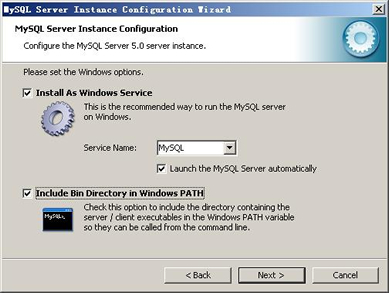 MySQL Server Instance Configuration Wizard
MySQL Server Instance Configuration
Configure the MySQL Server 5.0 server instance.
Please set the Windows options.
Install As Windows Service
This is the recommended way to run the MySQL server
on Windows.
Service Name: MySQL
Launch the MySQL Server automatically
Include Bin Directory in Windows PATH
MySQL_
Check this option to include the directory containing the
server / client executables in the Windows PATH variable
so they can be called from the command line.
< Back Next > Cancel